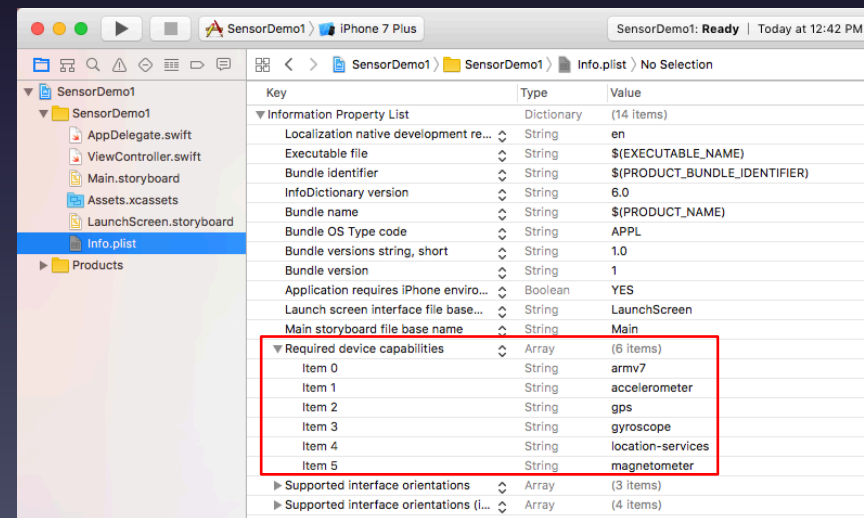 SensorDemo1 〉 iPhone 7 Plus
SensorDemo1: Ready | Today at 12:42 PM
SensorDemo1 〉 SensorDemo1 〉 Info.plist 〉 No Selection
SensorDemo1
SensorDemo1
AppDelegate.swift
ViewController.swift
Main.storyboard
Assets.xcassets
LaunchScreen.storyboard
Info.plist
Products
Key Type Value
Information Property List Dictionary (14 items)
Localization native development re... String en
Executable file String $(EXECUTABLE_NAME)
Bundle identifier String $(PRODUCT_BUNDLE_IDENTIFIER)
InfoDictionary version String 6.0
Bundle name String $(PRODUCT_NAME)
Bundle OS Type code String APPL
Bundle versions string, short String 1.0
Bundle version String 1
Application requires iPhone enviro... Boolean YES
Launch screen interface file base... String LaunchScreen
Main storyboard file base name String Main
Required device capabilities Array (6 items)
Item 0 String armv7
Item 1 String accelerometer
Item 2 String gps
Item 3 String gyroscope
Item 4 String location-services
Item 5 String magnetometer
Supported interface orientations Array (3 items)
Supported interface orientations (i... Array (4 items)